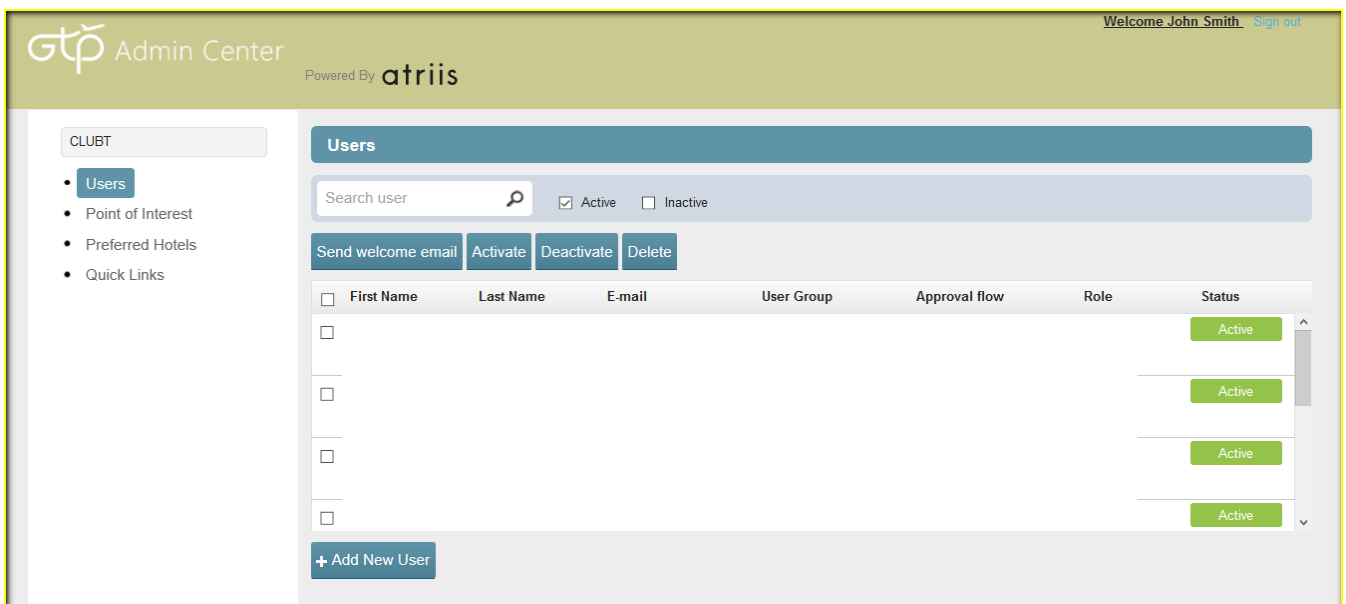 Welcome John Smith Sign out
Gtp Admin Center
Powered By atriis
CLUBT
Users
Point of Interest
Preferred Hotels
Quick Links
Users
Search user
Active
Inactive
Send welcome email Activate Deactivate Delete
First Name Last Name E-mail User Group Approval flow Role Status
Active
Active
Active
Active
+ Add New User